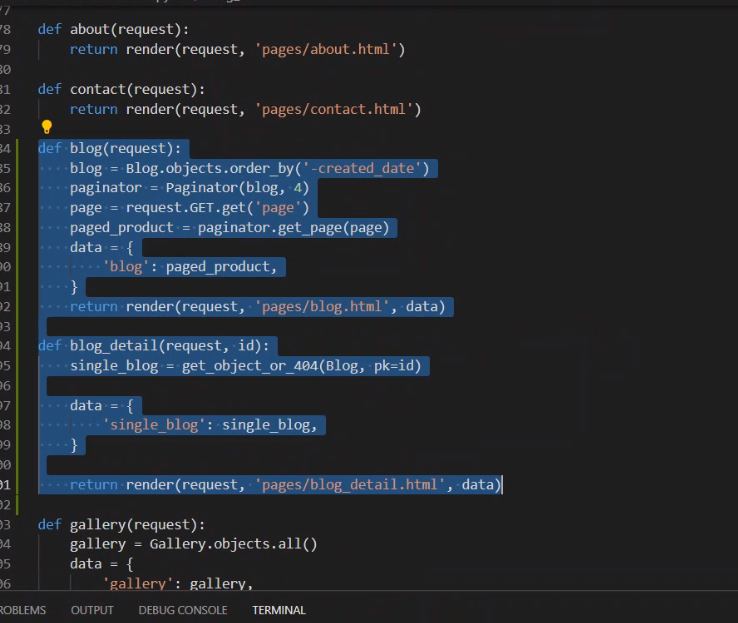 77
78 def about(request):
79 return render(request, 'pages/about.html')
80
81 def contact(request):
82 return render(request, 'pages/contact.html')
83
84 def blog(request):
85 blog = Blog.objects.order_by('-created_date')
86 paginator = Paginator(blog, 4)
87 page = request.GET.get('page')
88 paged_product = paginator.get_page(page)
89 data = {
90 'blog': paged_product,
91 }
92 return render(request, 'pages/blog.html', data)
93
94 def blog_detail(request, id):
95 single_blog = get_object_or_404(Blog, pk=id)
96
97 data = {
98 'single_blog': single_blog,
99 }
00
01 return render(request, 'pages/blog_detail.html', data)
02
03 def gallery(request):
04 gallery = Gallery.objects.all()
05 data = {
06 'gallery': gallery,
ROBLEMS OUTPUT DEBUG CONSOLE TERMINAL